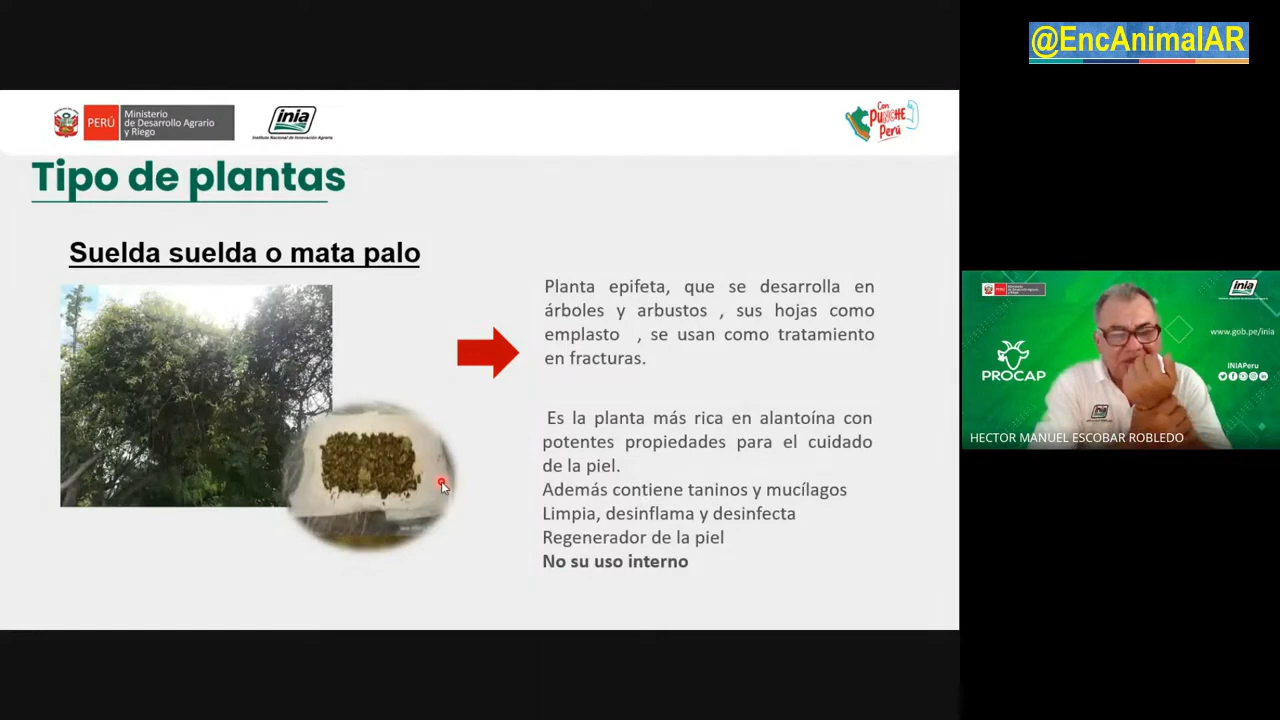 @EncAnimalAR
PERÚ
Ministerio
de Desarrollo Agrario
y Riego
inia
Instituto Nacional de Innovación Agraria
Con
PUNCHE
Perú
Tipo de plantas
Suelda suelda o mata palo
Planta epifeta, que se desarrolla en
árboles y arbustos , sus hojas como
emplasto , se usan como tratamiento
en fracturas.
Es la planta más rica en alantoína con
potentes propiedades para el cuidado
de la piel.
Además contiene taninos y mucílagos
Limpia, desinflama y desinfecta
Regenerador de la piel
No su uso interno
PERÚ
inia
www.gob.pe/inia
PROCAP
INIAPeru
inia
HECTOR MANUEL ESCOBAR ROBLEDO